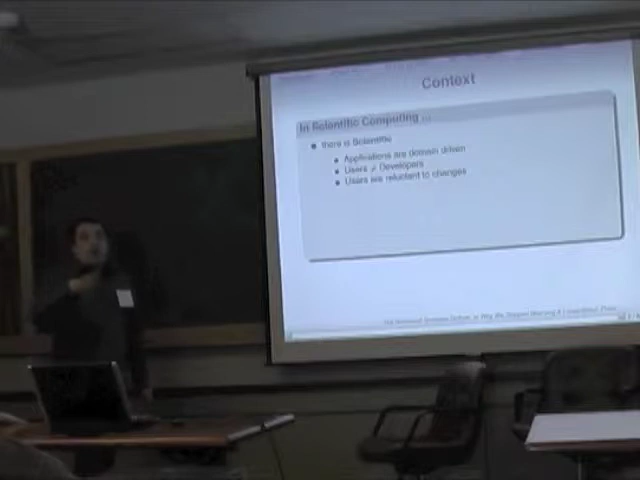 Context
In Scientific Computing ...
there is Scientific
Applications are domain driven
Users ≠ Developers
Users are reluctant to changes